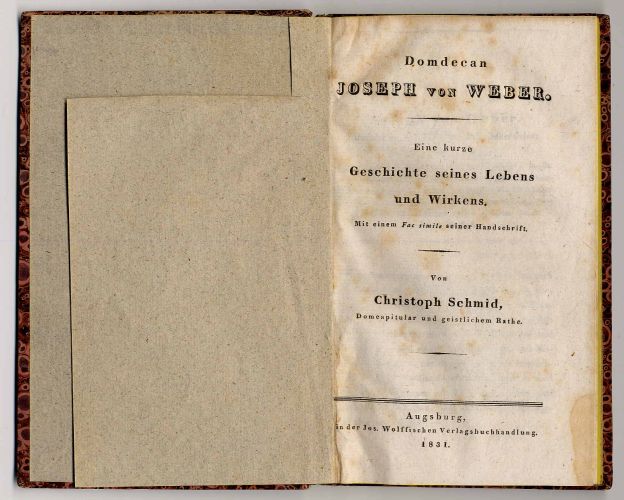 Domdecan
JOSEPH VON WEBER.
Eine kurze
Geschichte seines Lebens
und Wirkens.
Mit einem Fac simile seiner Handschrift.
Von
Christoph Schmid,
Domcapitular und geistlichem Rathe.
Augsburg,
in der Jos. Wolffischen Verlagsbuchhandlung.
1831.